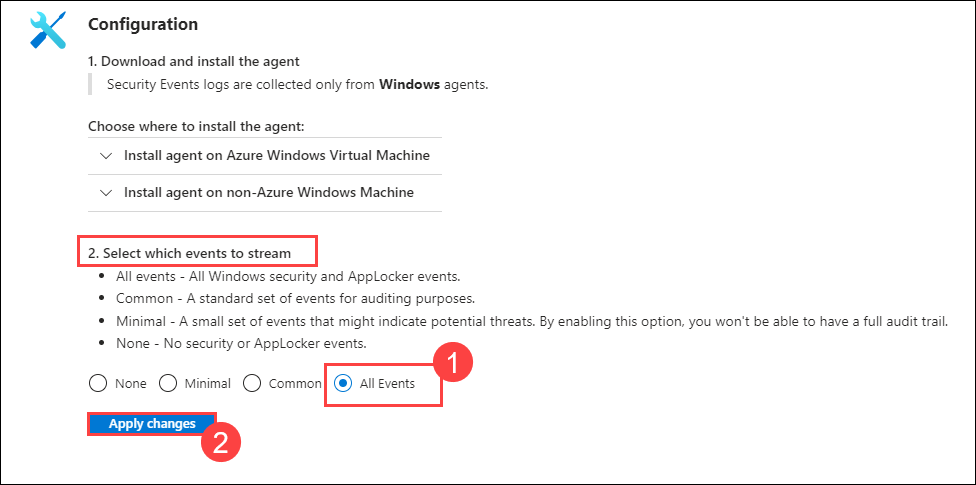 Configuration
1. Download and install the agent
Security Events logs are collected only from Windows agents.
Choose where to install the agent:
Install agent on Azure Windows Virtual Machine
Install agent on non-Azure Windows Machine
2. Select which events to stream
• All events - All Windows security and AppLocker events.
• Common - A standard set of events for auditing purposes.
• Minimal - A small set of events that might indicate potential threats. By enabling this option, you won't be able to have a full audit trail.
• None - No security or AppLocker events.
1
None Minimal Common All Events
Apply changes
2